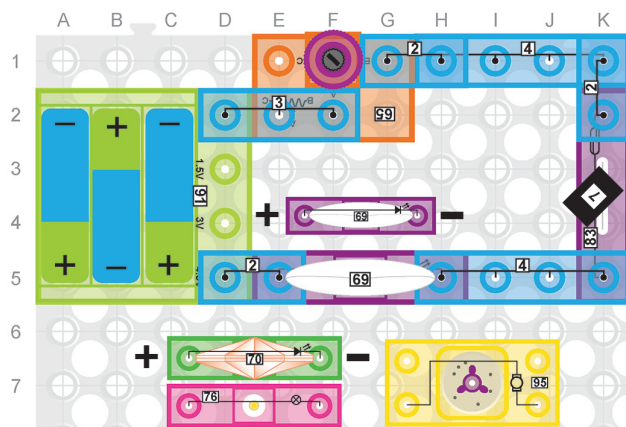 A B C D E F G H I J K
1 C B 2 4
2 3 B C A 65 2
3 1.5V
91 7
4 3V + 69 − 83
5 2 69 4
6
+ 70 −
7 76 95
− + −
+ − +